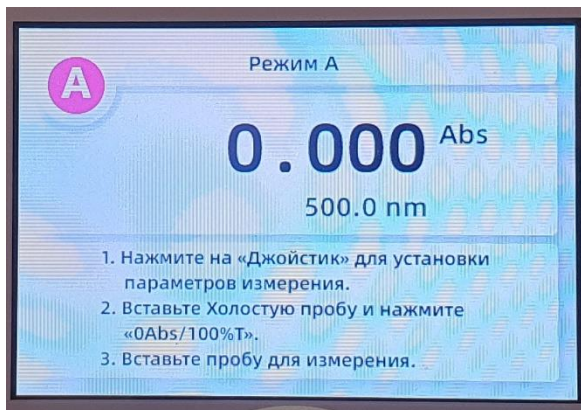 A
Режим А
0.000 Abs
500.0 nm
1. Нажмите на «Джойстик» для установки
параметров измерения.
2. Вставьте Холостую пробу и нажмите
«0Abs/100%T».
3. Вставьте пробу для измерения.